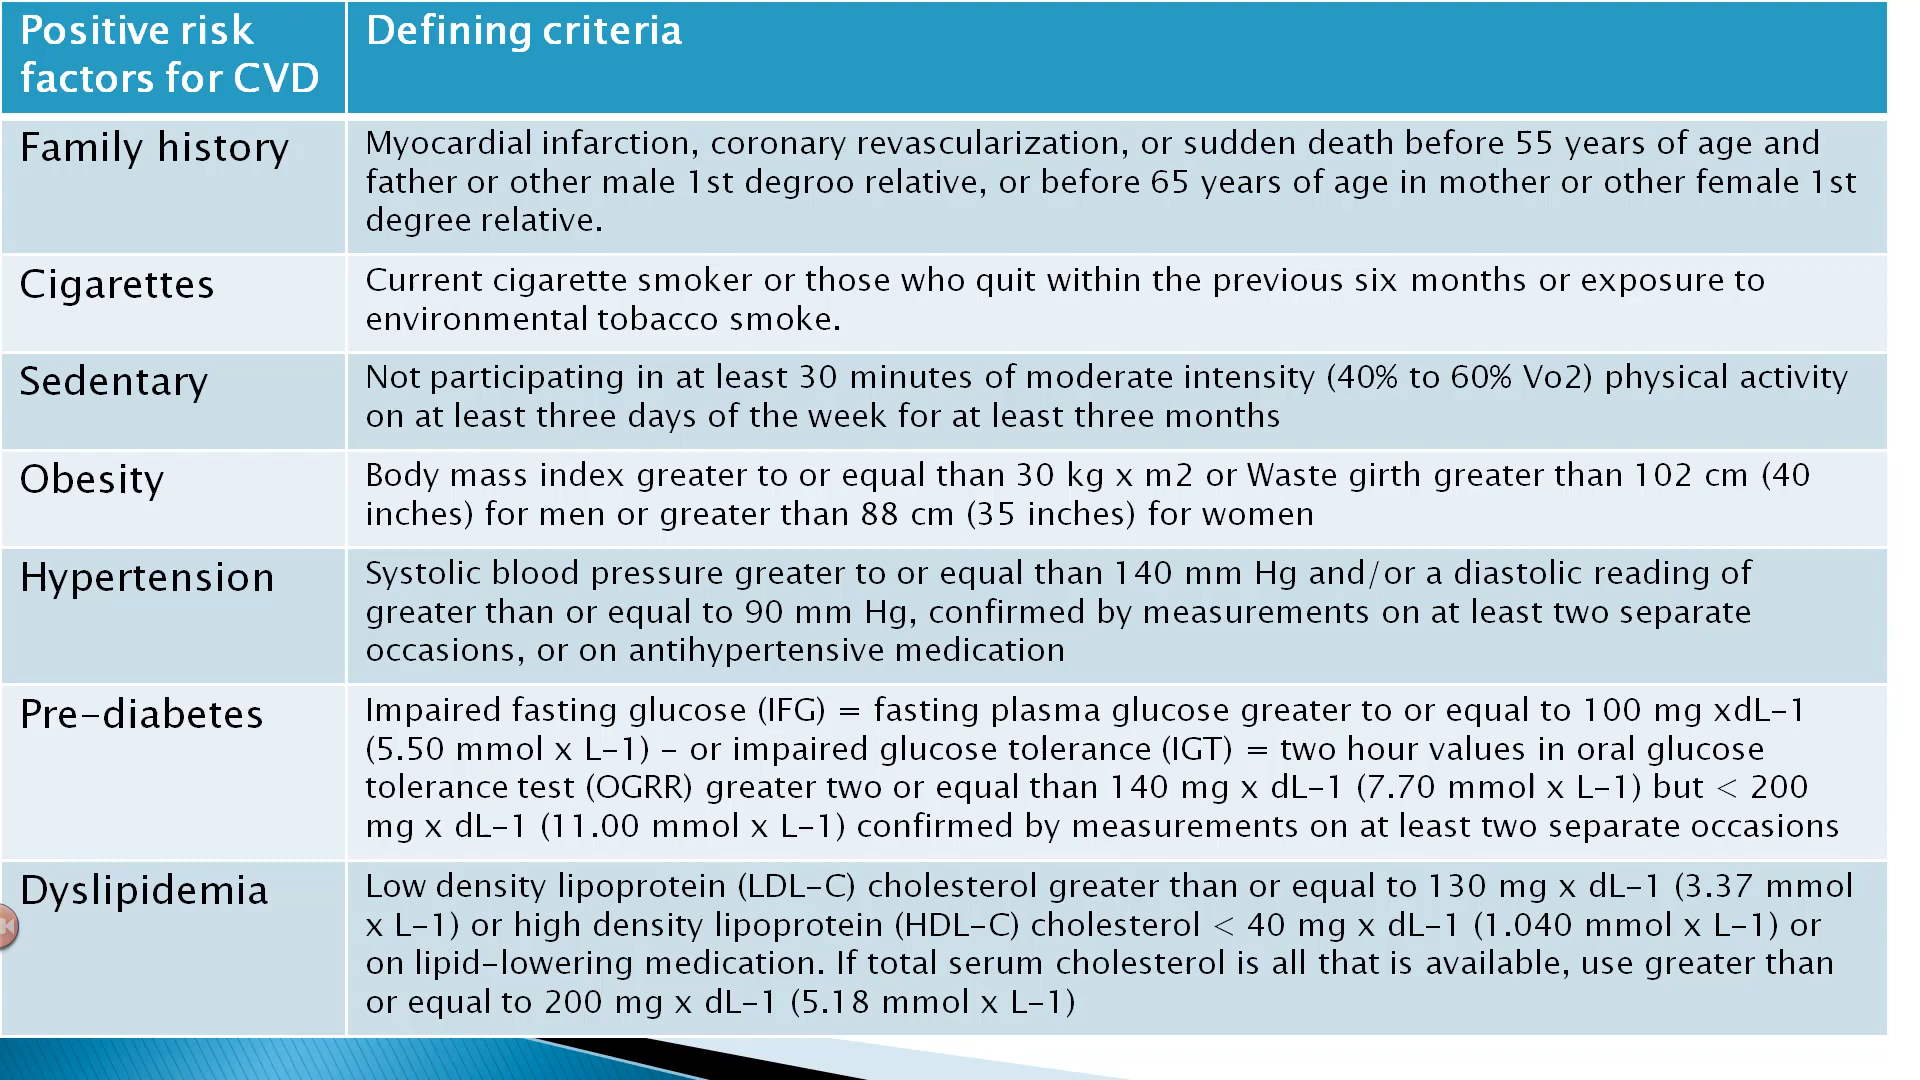 Positive risk
factors for CVD
Defining criteria
Family history
Myocardial infarction, coronary revascularization, or sudden death before 55 years of age and
father or other male 1st degroo relative, or before 65 years of age in mother or other female 1st
degree relative.
Cigarettes
Current cigarette smoker or those who quit within the previous six months or exposure to
environmental tobacco smoke.
Sedentary
Not participating in at least 30 minutes of moderate intensity (40% to 60% Vo2) physical activity
on at least three days of the week for at least three months
Obesity
Body mass index greater to or equal than 30 kg x m2 or Waste girth greater than 102 cm (40
inches) for men or greater than 88 cm (35 inches) for women
Hypertension
Systolic blood pressure greater to or equal than 140 mm Hg and/or a diastolic reading of
greater than or equal to 90 mm Hg, confirmed by measurements on at least two separate
occasions, or on antihypertensive medication
Pre-diabetes
Impaired fasting glucose (IFG) = fasting plasma glucose greater to or equal to 100 mg xdL-1
(5.50 mmol x L-1) - or impaired glucose tolerance (IGT) = two hour values in oral glucose
tolerance test (OGRR) greater two or equal than 140 mg x dL-1 (7.70 mmol x L-1) but < 200
mg x dL-1 (11.00 mmol x L-1) confirmed by measurements on at least two separate occasions
Dyslipidemia
Low density lipoprotein (LDL-C) cholesterol greater than or equal to 130 mg x dL-1 (3.37 mmol
x L-1) or high density lipoprotein (HDL-C) cholesterol < 40 mg x dL-1 (1.040 mmol x L-1) or
on lipid-lowering medication. If total serum cholesterol is all that is available, use greater than
or equal to 200 mg x dL-1 (5.18 mmol x L-1)